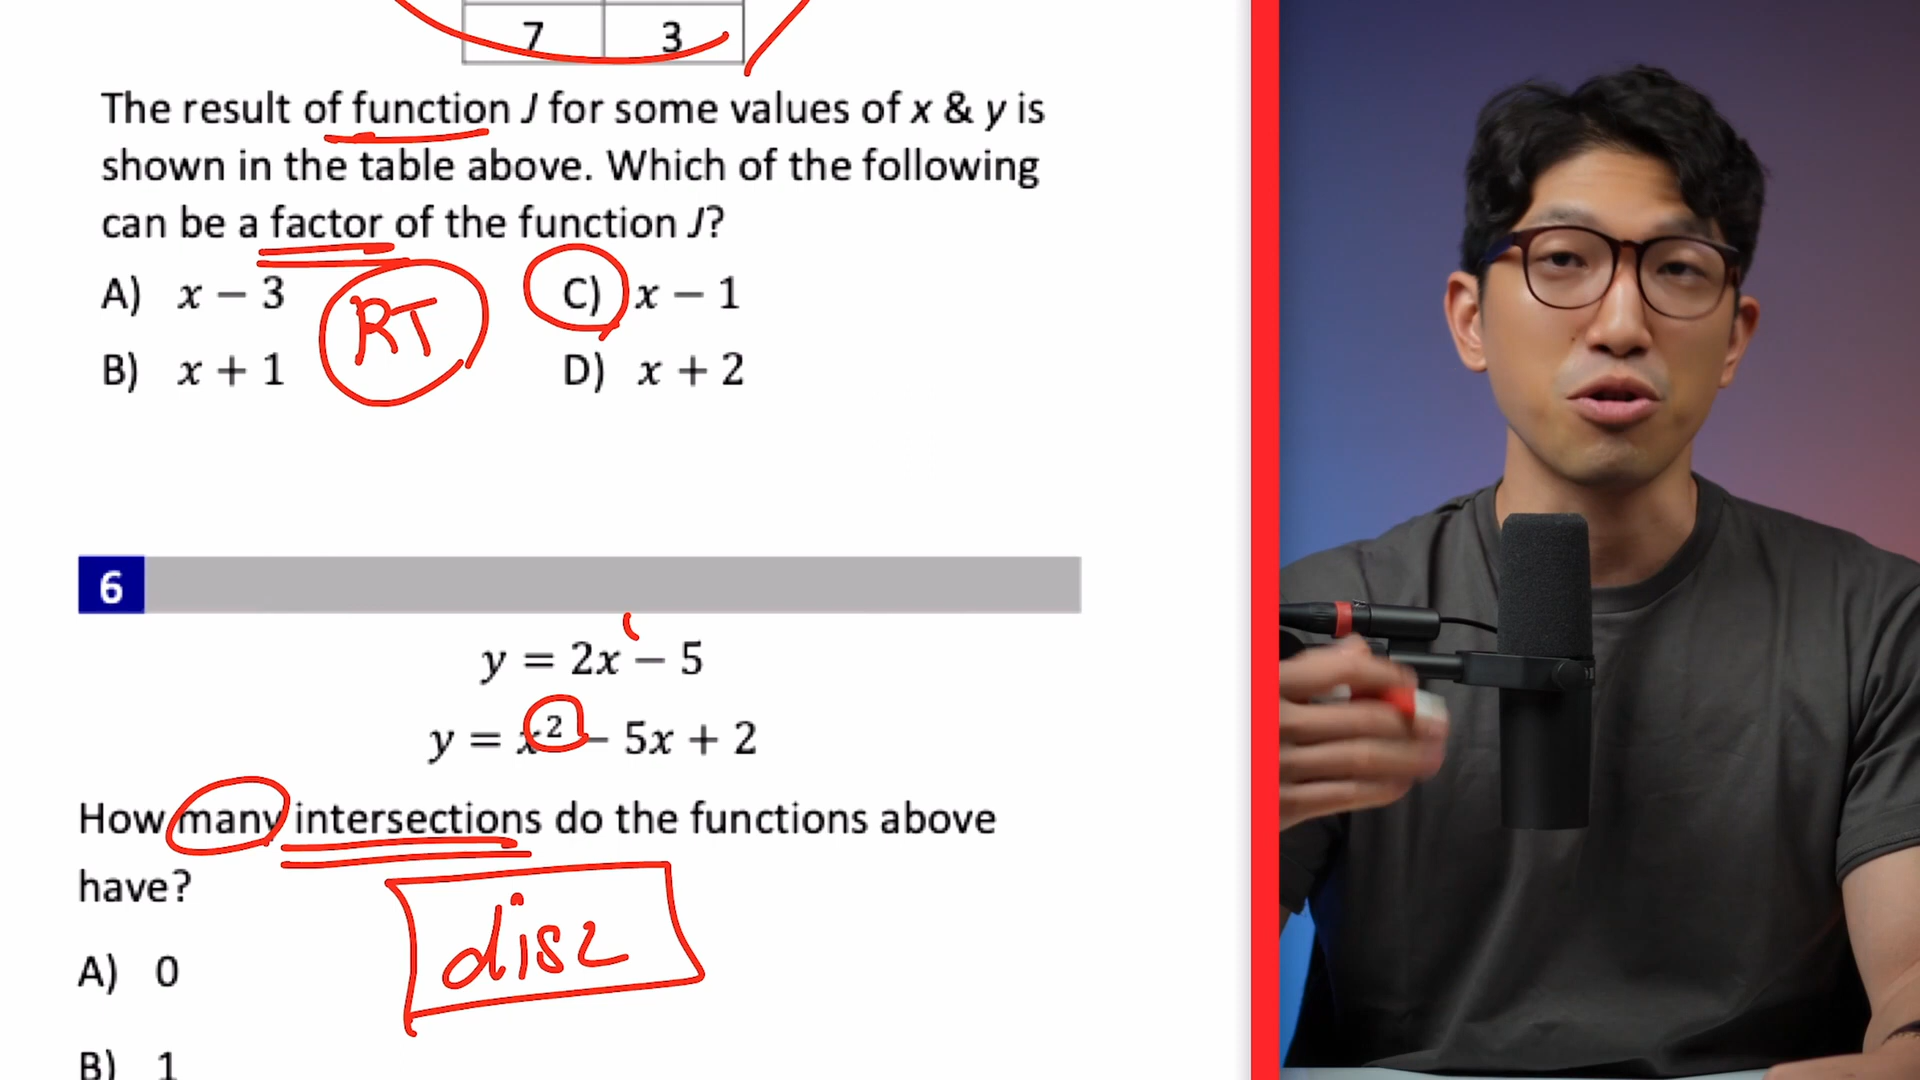 7 3
The result of function J for some values of x & y is
shown in the table above. Which of the following
can be a factor of the function J?
A) x − 3 C) x − 1
RT
B) x + 1 D) x + 2
6
y = 2x − 5
y = x² − 5x + 2
How many intersections do the functions above
have?
disc
A) 0
B) 1